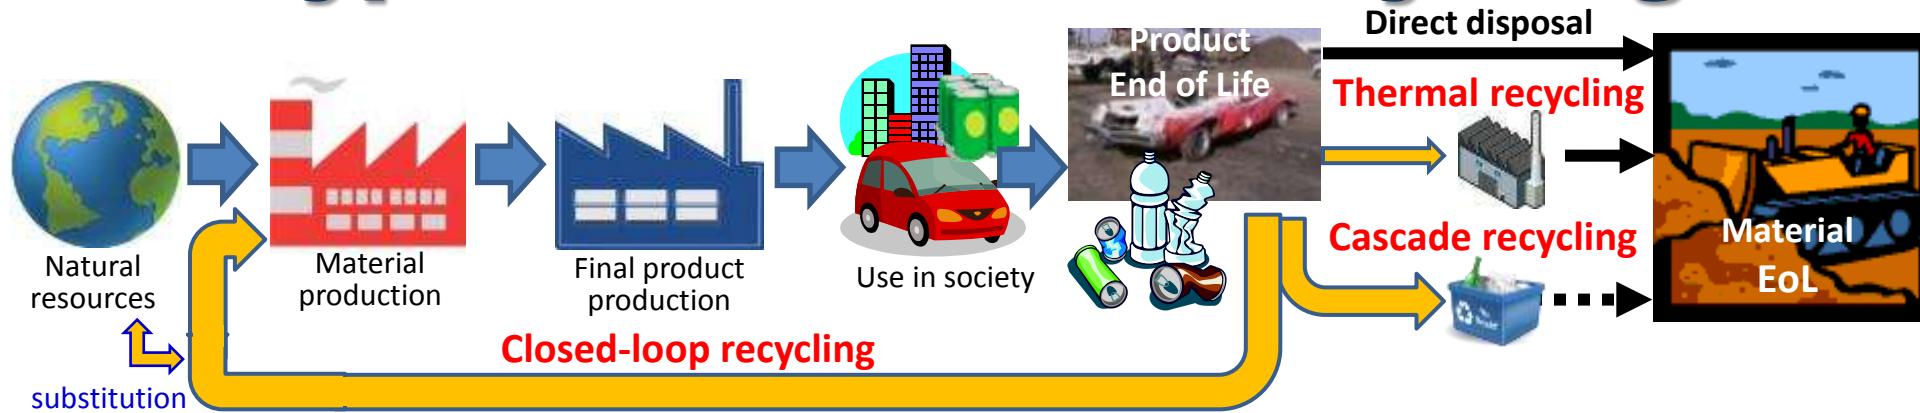 Direct disposal
Product
End of Life
Thermal recycling
Cascade recycling
Material
EoL
Natural
resources
Material
production
Final product
production
Use in society
Closed-loop recycling
substitution